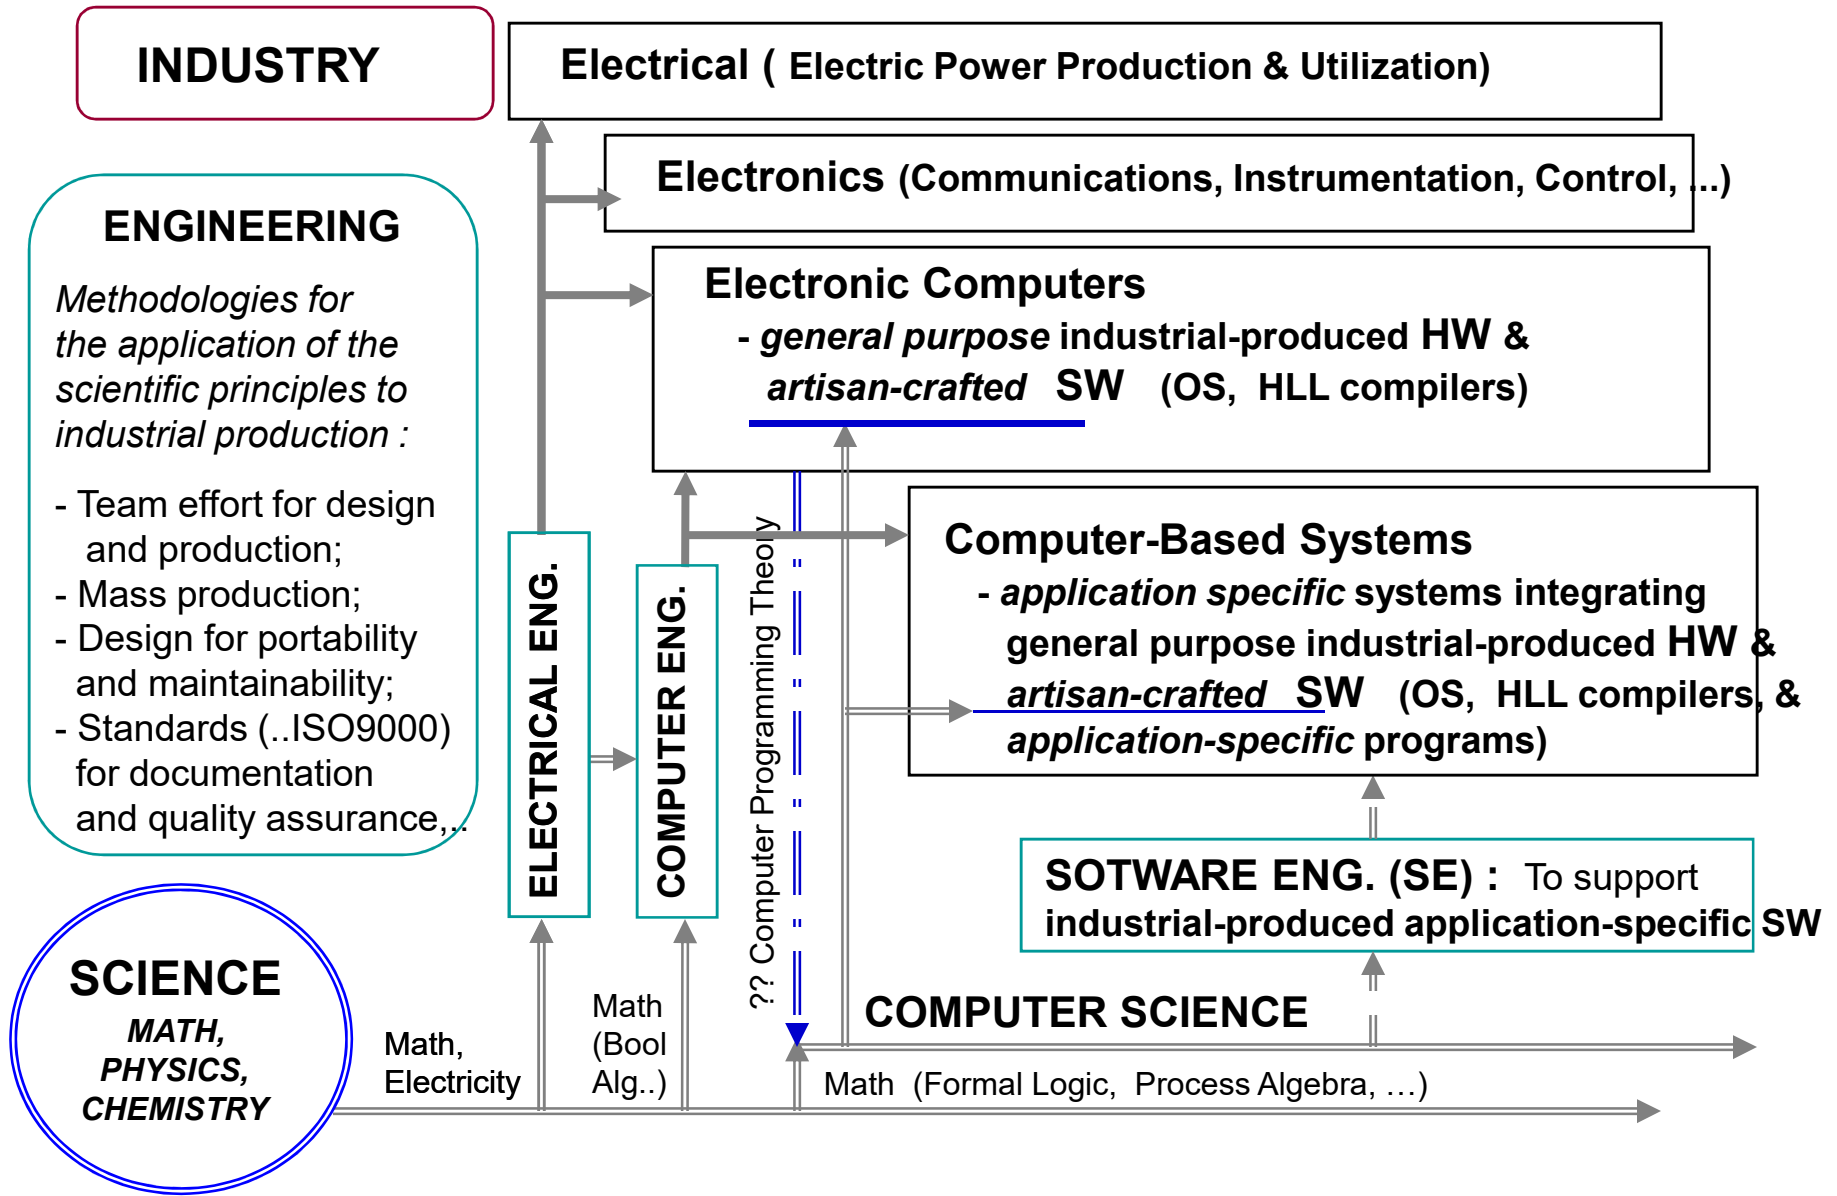 INDUSTRY
Electrical ( Electric Power Production & Utilization)
Electronics (Communications, Instrumentation, Control, ...)
ENGINEERING
Methodologies for
the application of the
scientific principles to
industrial production :
- Team effort for design
and production;
- Mass production;
- Design for portability
and maintainability;
- Standards (..ISO9000)
for documentation
and quality assurance,..
Electronic Computers
- general purpose industrial-produced HW &
artisan-crafted SW (OS, HLL compilers)
Computer-Based Systems
- application specific systems integrating
general purpose industrial-produced HW &
artisan-crafted SW (OS, HLL compilers, &
application-specific programs)
ELECTRICAL ENG.
COMPUTER ENG.
?? Computer Programming Theory
SOTWARE ENG. (SE) : To support
industrial-produced application-specific SW
SCIENCE
MATH,
PHYSICS,
CHEMISTRY
Math,
Electricity
Math
(Bool
Alg..)
COMPUTER SCIENCE
Math (Formal Logic, Process Algebra, …)